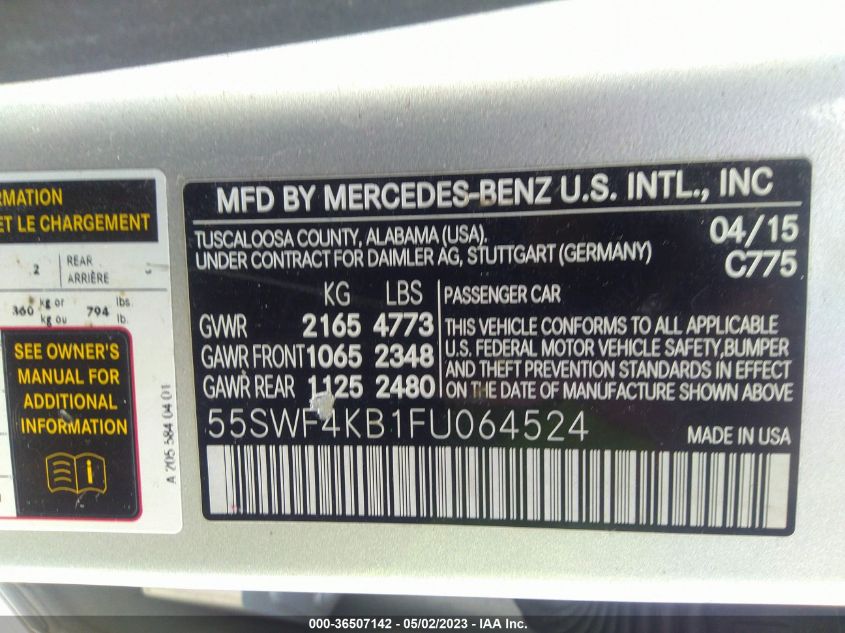 RMATION
ET LE CHARGEMENT
2
REAR
ARRIÈRE
360 kg or 794 lbs.
kg ou lb.
SEE OWNER'S
MANUAL FOR
ADDITIONAL
INFORMATION
i
A 205 584 04 01
MFD BY MERCEDES-BENZ U.S. INTL., INC
TUSCALOOSA COUNTY, ALABAMA (USA). 04/15
UNDER CONTRACT FOR DAIMLER AG, STUTTGART (GERMANY) C775
KG LBS
GVWR 2165 4773
GAWR FRONT 1065 2348
GAWR REAR 1125 2480
PASSENGER CAR
THIS VEHICLE CONFORMS TO ALL APPLICABLE
U.S. FEDERAL MOTOR VEHICLE SAFETY,BUMPER
AND THEFT PREVENTION STANDARDS IN EFFECT
ON THE DATE OF MANUFACTURE SHOWN ABOVE
55SWF4KB1FU064524
MADE IN USA
000-36507142 - 05/02/2023 - IAA Inc.